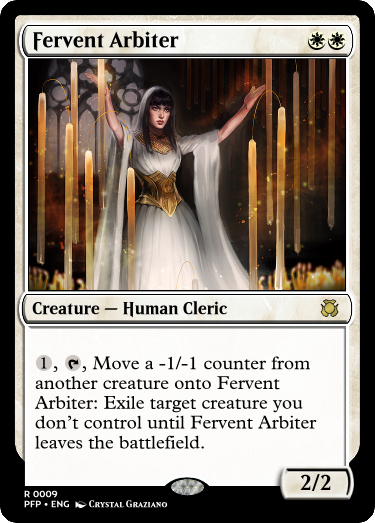 Fervent Arbiter
Creature — Human Cleric
1, Move a -1/-1 counter from
another creature onto Fervent
Arbiter: Exile target creature you
don't control until Fervent Arbiter
leaves the battlefield.
2/2
R 0009
PFP • ENG Crystal Graziano